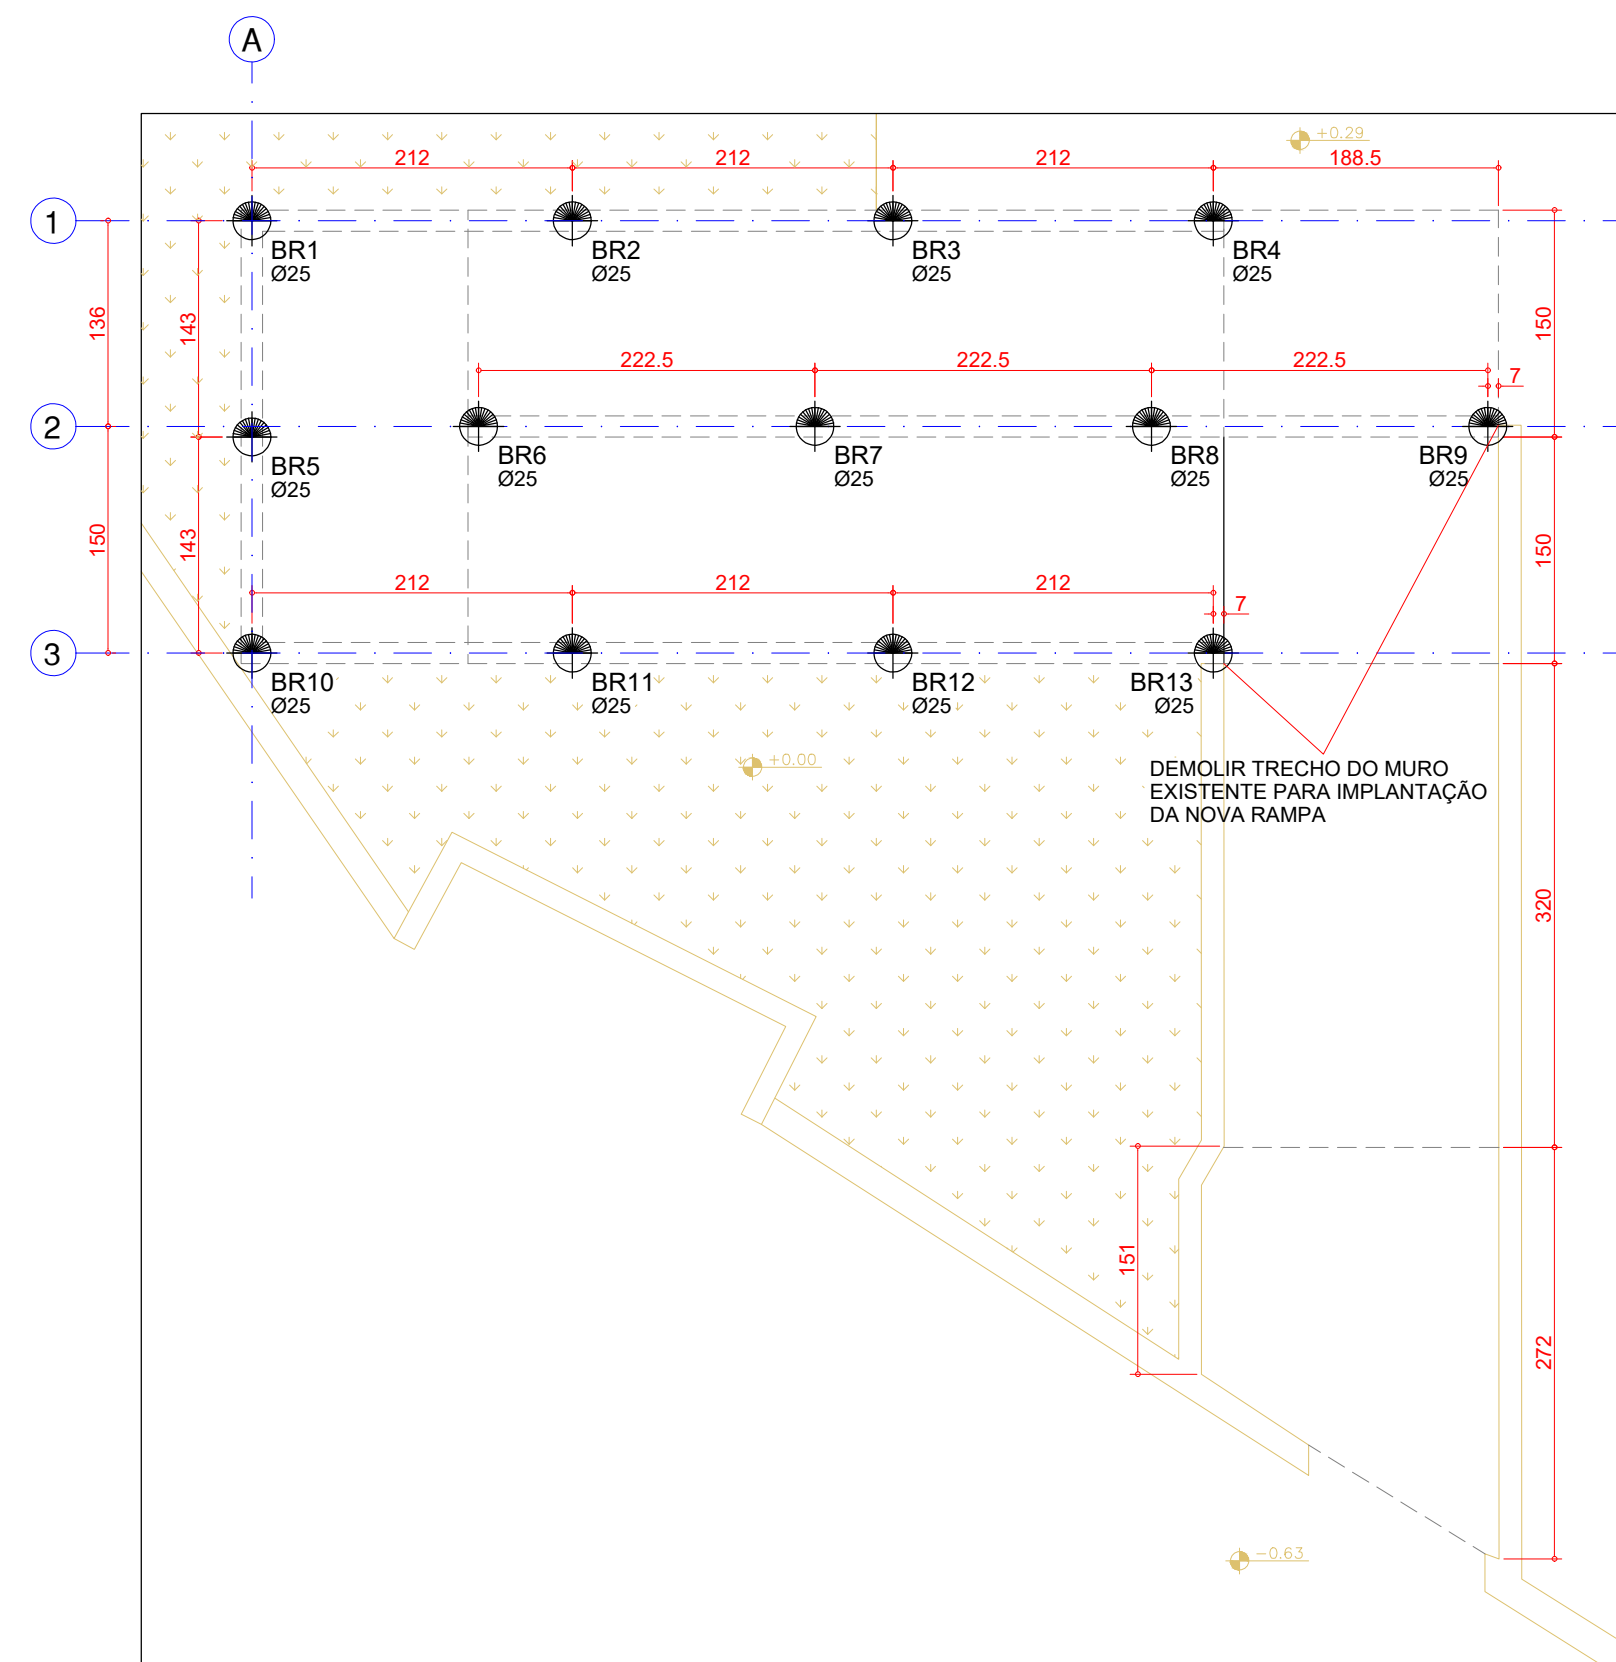 A
+0.29
212
212
212
188.5
1
BR1
Ø25
BR2
Ø25
BR3
Ø25
BR4
Ø25
136
143
150
222.5
222.5
222.5
7
2
BR5
Ø25
BR6
Ø25
BR7
Ø25
BR8
Ø25
BR9
Ø25
150
143
150
212
212
212
7
3
BR10
Ø25
BR11
Ø25
BR12
Ø25
BR13
Ø25
+0.00
DEMOLIR TRECHO DO MURO
EXISTENTE PARA IMPLANTAÇÃO
DA NOVA RAMPA
320
151
272
−0.63